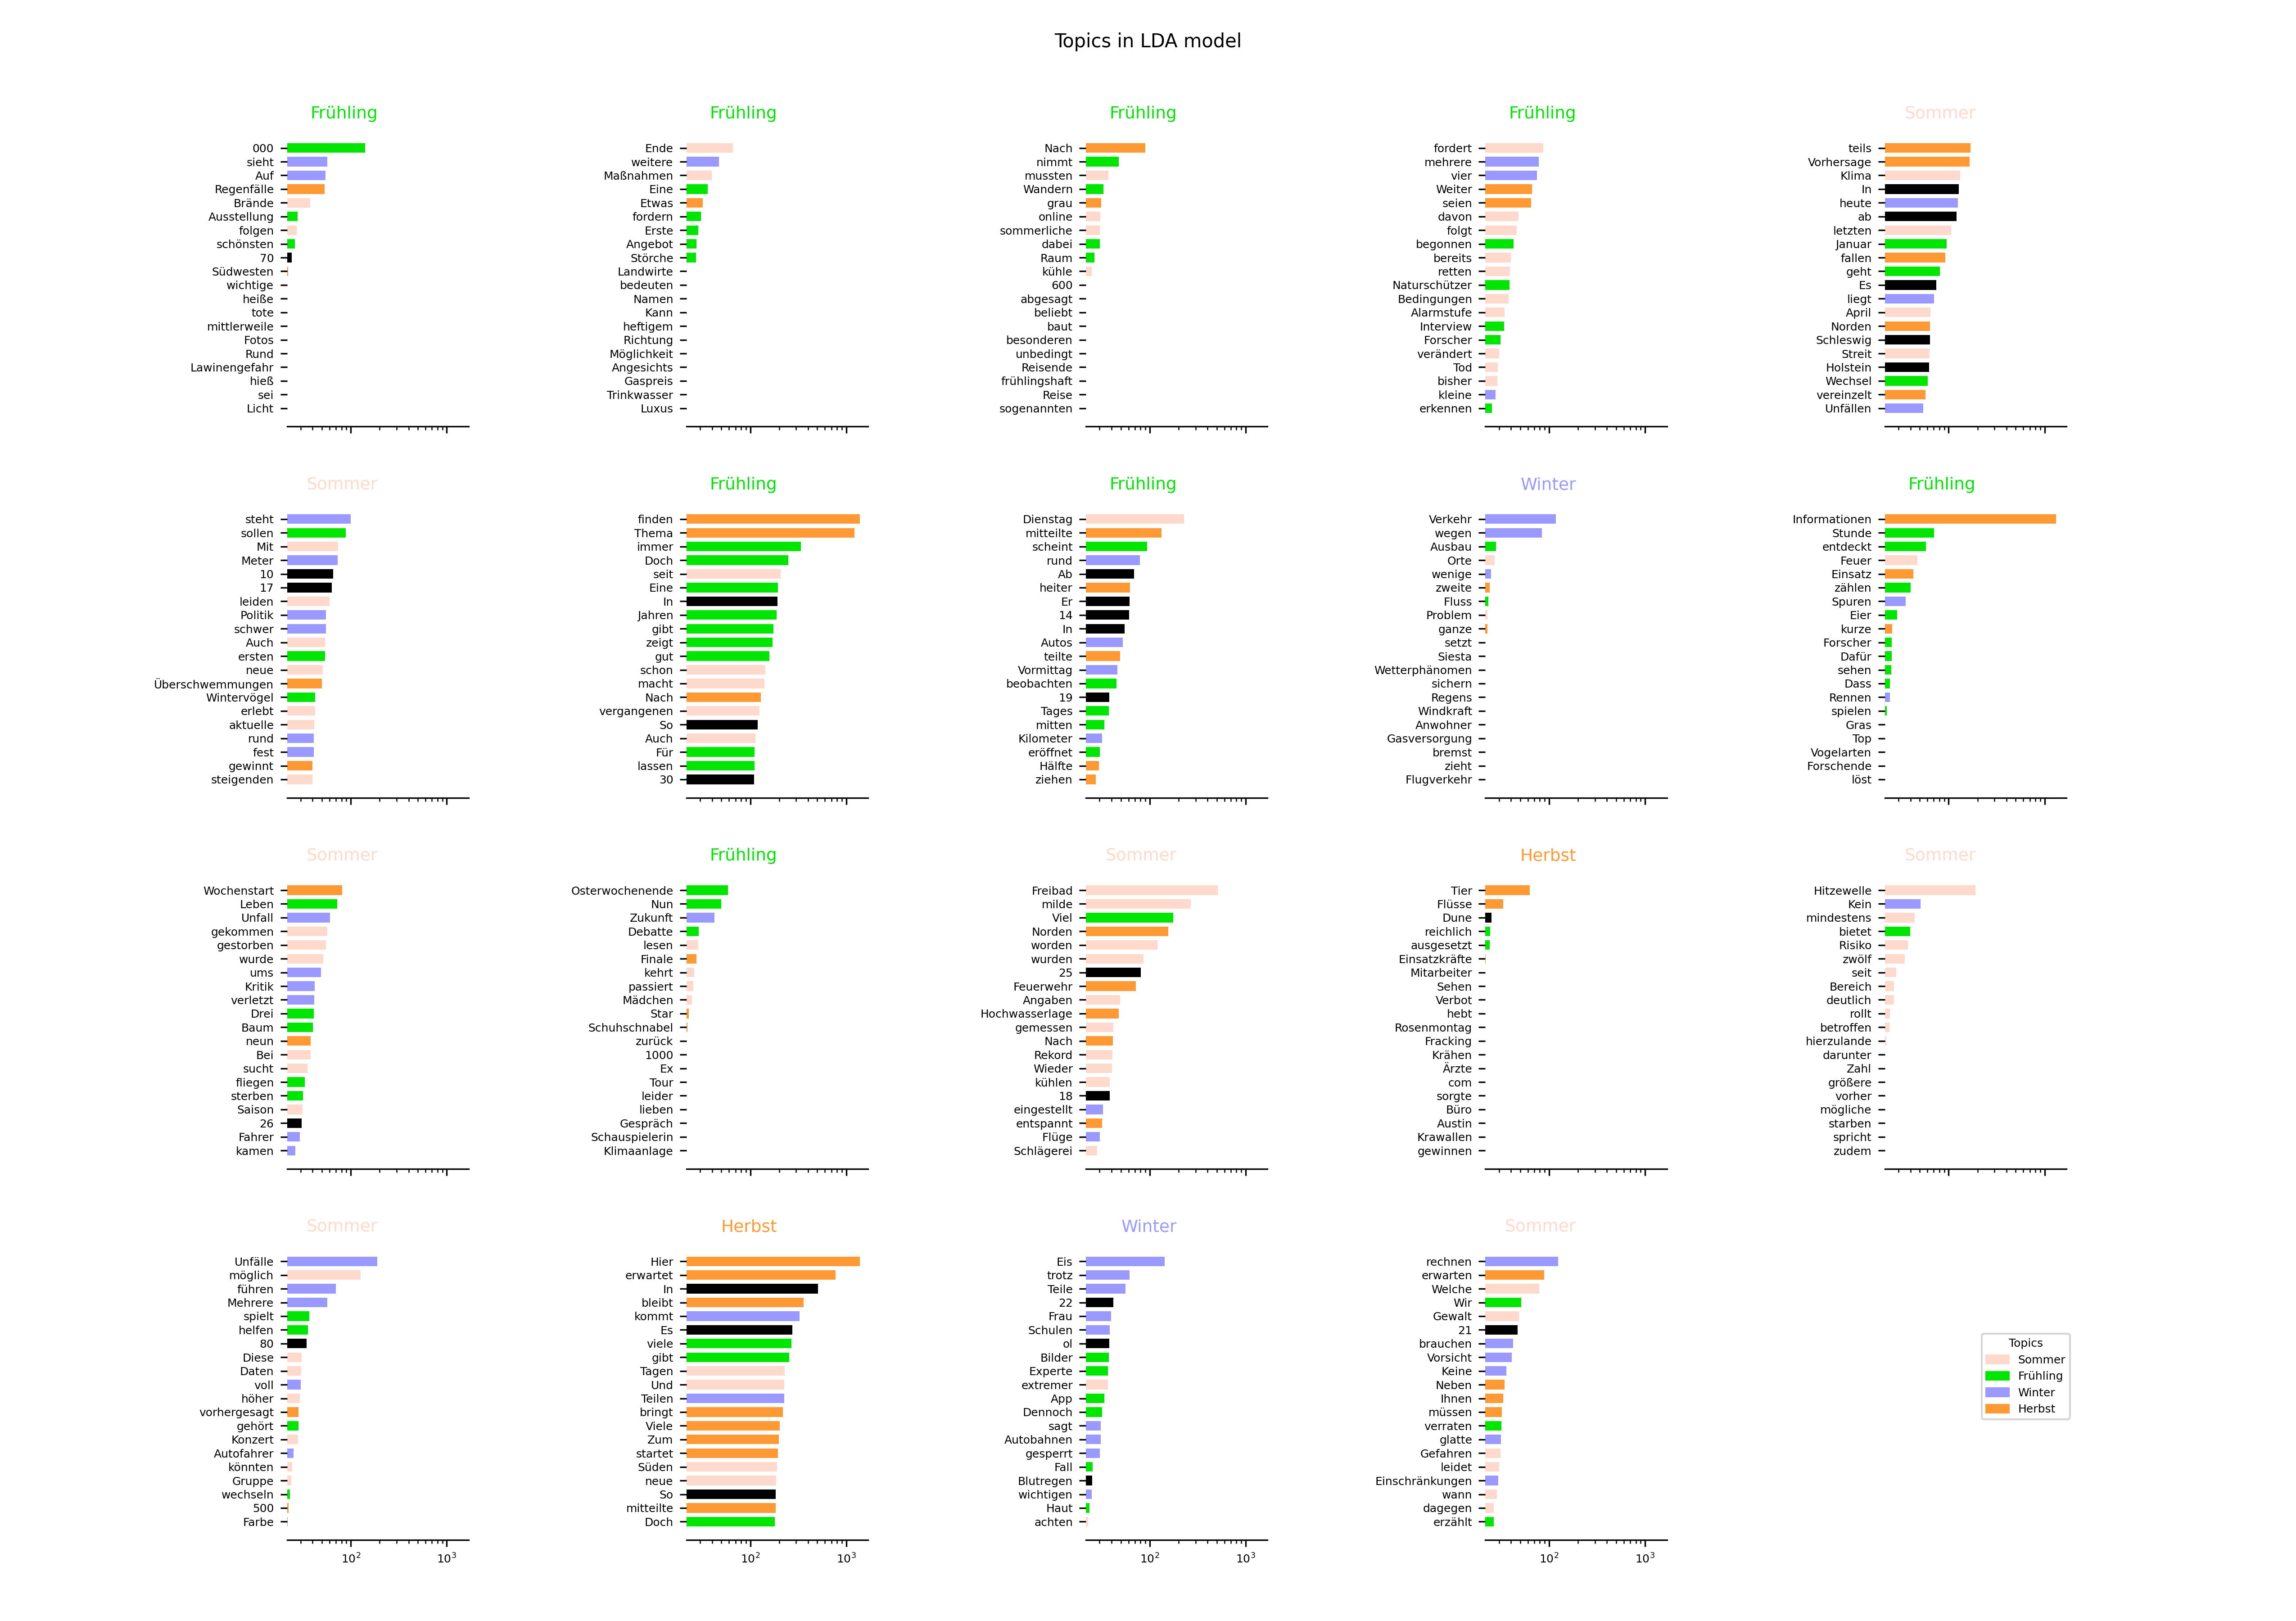 Topics in LDA model
Frühling
000
sieht
Auf
Regenfälle
Brände
Ausstellung
folgen
schönsten
70
Südwesten
wichtige
heiße
tote
mittlerweile
Fotos
Rund
Lawinengefahr
hieß
sei
Licht
Frühling
Ende
weitere
Maßnahmen
Eine
Etwas
fordern
Erste
Angebot
Störche
Landwirte
bedeuten
Namen
Kann
heftigem
Richtung
Möglichkeit
Angesichts
Gaspreis
Trinkwasser
Luxus
Frühling
Nach
nimmt
mussten
Wandern
grau
online
sommerliche
dabei
Raum
kühle
600
abgesagt
beliebt
baut
besonderen
unbedingt
Reisende
frühlingshaft
Reise
sogenannten
Frühling
fordert
mehrere
vier
Weiter
seien
davon
folgt
begonnen
bereits
retten
Naturschützer
Bedingungen
Alarmstufe
Interview
Forscher
verändert
Tod
bisher
kleine
erkennen
Sommer
teils
Vorhersage
Klima
In
heute
ab
letzten
Januar
fallen
geht
Es
liegt
April
Norden
Schleswig
Streit
Holstein
Wechsel
vereinzelt
Unfällen
Sommer
steht
sollen
Mit
Meter
10
17
leiden
Politik
schwer
Auch
ersten
neue
Überschwemmungen
Wintervögel
erlebt
aktuelle
rund
fest
gewinnt
steigenden
Frühling
finden
Thema
immer
Doch
seit
Eine
In
Jahren
gibt
zeigt
gut
schon
macht
Nach
vergangenen
So
Auch
Für
lassen
30
Frühling
Dienstag
mitteilte
scheint
rund
Ab
heiter
Er
14
In
Autos
teilte
Vormittag
beobachten
19
Tages
mitten
Kilometer
eröffnet
Hälfte
ziehen
Winter
Verkehr
wegen
Ausbau
Orte
wenige
zweite
Fluss
Problem
ganze
setzt
Siesta
Wetterphänomen
sichern
Regens
Windkraft
Anwohner
Gasversorgung
bremst
zieht
Flugverkehr
Frühling
Informationen
Stunde
entdeckt
Feuer
Einsatz
zählen
Spuren
Eier
kurze
Forscher
Dafür
sehen
Dass
Rennen
spielen
Gras
Top
Vogelarten
Forschende
löst
Sommer
Wochenstart
Leben
Unfall
gekommen
gestorben
wurde
ums
Kritik
verletzt
Drei
Baum
neun
Bei
sucht
fliegen
sterben
Saison
26
Fahrer
kamen
Frühling
Osterwochenende
Nun
Zukunft
Debatte
lesen
Finale
kehrt
passiert
Mädchen
Star
Schuhschnabel
zurück
1000
Ex
Tour
leider
lieben
Gespräch
Schauspielerin
Klimaanlage
Sommer
Freibad
milde
Viel
Norden
worden
wurden
25
Feuerwehr
Angaben
Hochwasserlage
gemessen
Nach
Rekord
Wieder
kühlen
18
eingestellt
entspannt
Flüge
Schlägerei
Herbst
Tier
Flüsse
Dune
reichlich
ausgesetzt
Einsatzkräfte
Mitarbeiter
Sehen
Verbot
hebt
Rosenmontag
Fracking
Krähen
Ärzte
com
sorgte
Büro
Austin
Krawallen
gewinnen
Sommer
Hitzewelle
Kein
mindestens
bietet
Risiko
zwölf
seit
Bereich
deutlich
rollt
betroffen
hierzulande
darunter
Zahl
größere
vorher
mögliche
starben
spricht
zudem
Sommer
Unfälle
möglich
führen
Mehrere
spielt
helfen
80
Diese
Daten
voll
höher
vorhergesagt
gehört
Konzert
Autofahrer
könnten
Gruppe
wechseln
500
Farbe
10²
10³
Herbst
Hier
erwartet
In
bleibt
kommt
Es
viele
gibt
Tagen
Und
Teilen
bringt
Viele
Zum
startet
Süden
neue
So
mitteilte
Doch
10²
10³
Winter
Eis
trotz
Teile
22
Frau
Schulen
ol
Bilder
Experte
extremer
App
Dennoch
sagt
Autobahnen
gesperrt
Fall
Blutregen
wichtigen
Haut
achten
10²
10³
Sommer
rechnen
erwarten
Welche
Wir
Gewalt
21
brauchen
Vorsicht
Keine
Neben
Ihnen
müssen
verraten
glatte
Gefahren
leidet
Einschränkungen
wann
dagegen
erzählt
10²
10³
Topics
Sommer
Frühling
Winter
Herbst